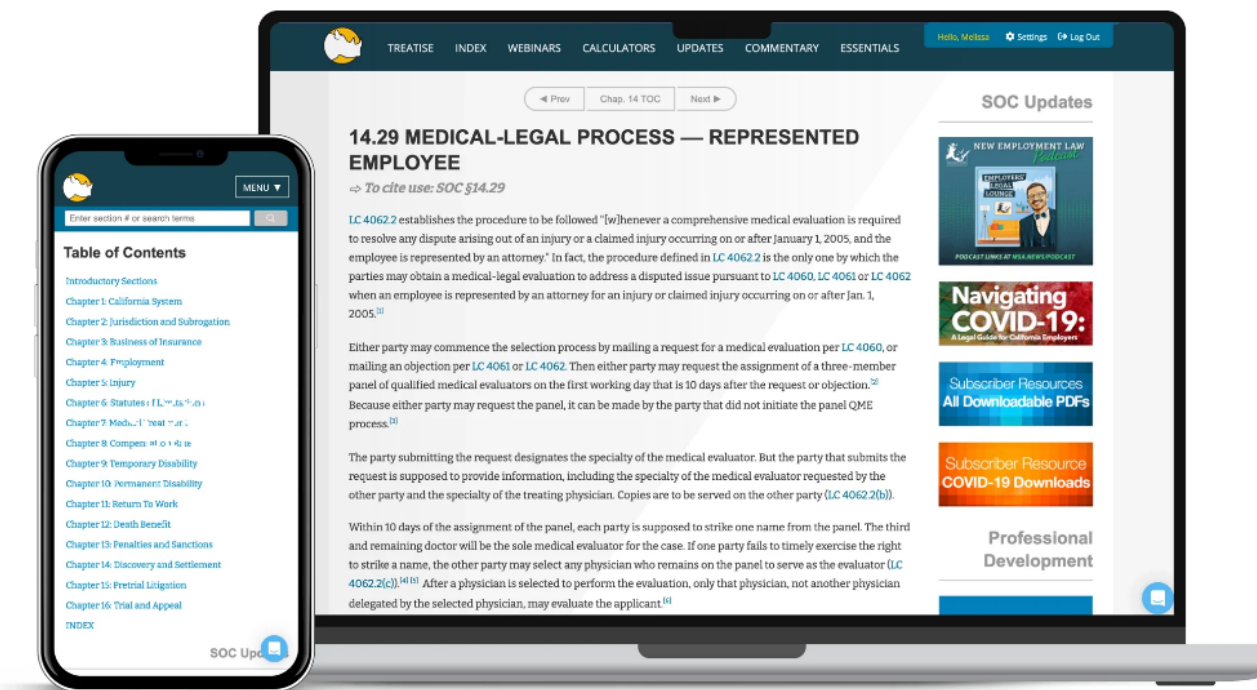 TREATISE INDEX WEBINARS CALCULATORS UPDATES COMMENTARY ESSENTIALS
Hello, Melissa Settings Log Out
◀ Prev Chap. 14 TOC Next ▶
14.29 MEDICAL-LEGAL PROCESS — REPRESENTED
EMPLOYEE
⇨ To cite use: SOC §14.29
LC 4062.2 establishes the procedure to be followed "[w]henever a comprehensive medical evaluation is required
to resolve any dispute arising out of an injury or a claimed injury occurring on or after January 1, 2005, and the
employee is represented by an attorney." In fact, the procedure defined in LC 4062.2 is the only one by which the
parties may obtain a medical-legal evaluation to address a disputed issue pursuant to LC 4060, LC 4061 or LC 4062
when an employee is represented by an attorney for an injury or claimed injury occurring on or after Jan. 1,
2005.[1]
Either party may commence the selection process by mailing a request for a medical evaluation per LC 4060, or
mailing an objection per LC 4061 or LC 4062. Then either party may request the assignment of a three-member
panel of qualified medical evaluators on the first working day that is 10 days after the request or objection.[2]
Because either party may request the panel, it can be made by the party that did not initiate the panel QME
process.[3]
The party submitting the request designates the specialty of the medical evaluator. But the party that submits the
request is supposed to provide information, including the specialty of the medical evaluator requested by the
other party and the specialty of the treating physician. Copies are to be served on the other party (LC 4062.2(b)).
Within 10 days of the assignment of the panel, each party is supposed to strike one name from the panel. The third
and remaining doctor will be the sole medical evaluator for the case. If one party fails to timely exercise the right
to strike a name, the other party may select any physician who remains on the panel to serve as the evaluator (LC
4062.2(c)).[4] [5] After a physician is selected to perform the evaluation, only that physician, not another physician
delegated by the selected physician, may evaluate the applicant.[6]
SOC Updates
NEW EMPLOYMENT LAW
Podcast
EMPLOYERS'
LEGAL
LOUNGE
PODCAST LINKS AT WSA.NEWS/PODCAST
Navigating
COVID-19:
A Legal Guide for California Employers
Subscriber Resources
All Downloadable PDFs
Subscriber Resource
COVID-19 Downloads
Professional
Development
MENU ▼
Enter section # or search terms
Table of Contents
Introductory Sections
Chapter 1: California System
Chapter 2: Jurisdiction and Subrogation
Chapter 3: Business of Insurance
Chapter 4: Employment
Chapter 5: Injury
Chapter 6: Statutes
Chapter 7:
Chapter 8:
Chapter 9: Temporary Disability
Chapter 10: Permanent Disability
Chapter 11: Return To Work
Chapter 12: Death Benefit
Chapter 13: Penalties and Sanctions
Chapter 14: Discovery and Settlement
Chapter 15: Pretrial Litigation
Chapter 16: Trial and Appeal
INDEX
SOC